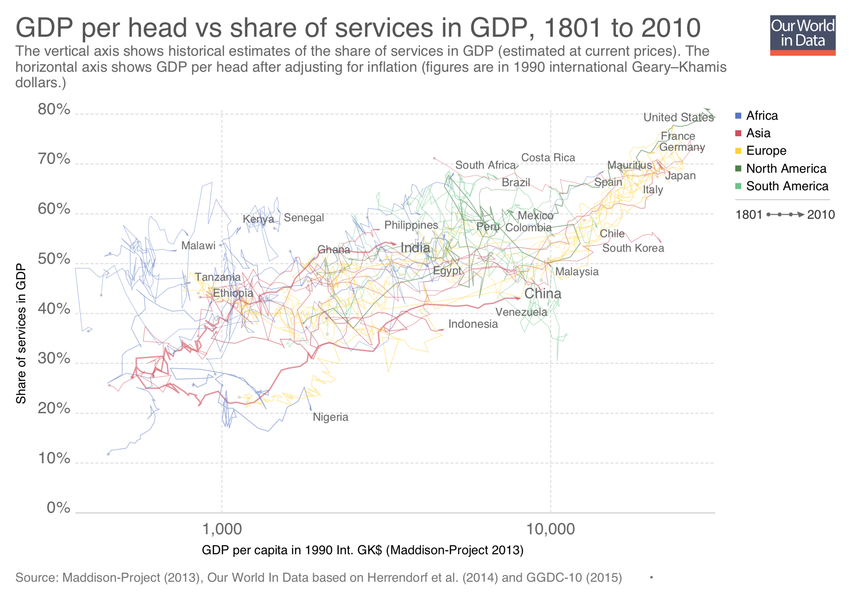 GDP per head vs share of services in GDP, 1801 to 2010
Our World
in Data
The vertical axis shows historical estimates of the share of services in GDP (estimated at current prices). The
horizontal axis shows GDP per head after adjusting for inflation (figures are in 1990 international Geary–Khamis
dollars.)
80%
70%
60%
50%
40%
30%
20%
10%
0%
Share of services in GDP
United States
France
Germany
Costa Rica
South Africa
Mauritius
Japan
Brazil
Spain
Italy
Mexico
Kenya
Senegal
Philippines
Peru
Colombia
Chile
Malawi
Ghana
India
South Korea
Egypt
Malaysia
Tanzania
Ethiopia
China
Venezuela
Indonesia
Nigeria
Africa
Asia
Europe
North America
South America
1801
2010
1,000
10,000
GDP per capita in 1990 Int. GK$ (Maddison-Project 2013)
Source: Maddison-Project (2013), Our World In Data based on Herrendorf et al. (2014) and GGDC-10 (2015)